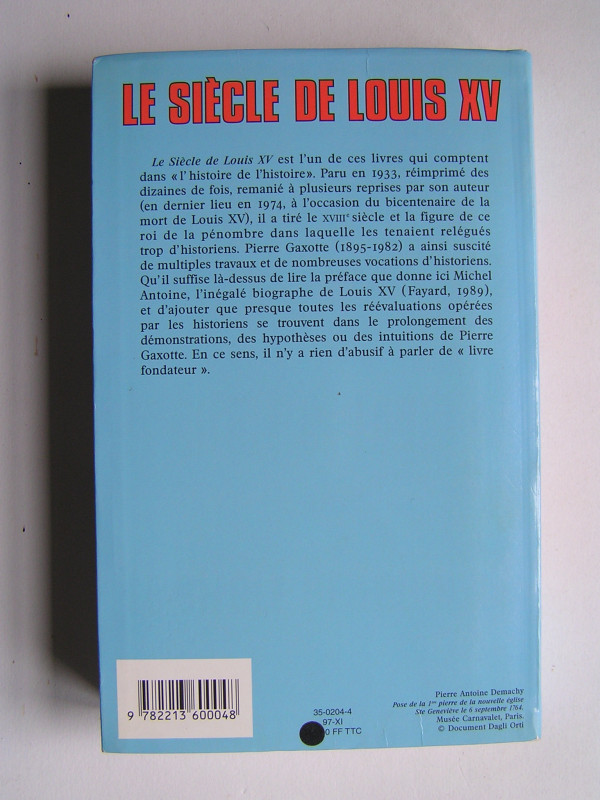 LE SIÈCLE DE LOUIS XV
Le Siècle de Louis XV est l'un de ces livres qui comptent
dans « l'histoire de l'histoire ». Paru en 1933, réimprimé des
dizaines de fois, remanié à plusieurs reprises par son auteur
(en dernier lieu en 1974, à l'occasion du bicentenaire de la
mort de Louis XV), il a tiré le XVIIIe siècle et la figure de ce
roi de la pénombre dans laquelle les tenaient relégués
trop d'historiens. Pierre Gaxotte (1895-1982) a ainsi suscité
de multiples travaux et de nombreuses vocations d'historiens.
Qu'il suffise là-dessus de lire la préface que donne ici Michel
Antoine, l'inégalé biographe de Louis XV (Fayard, 1989),
et d'ajouter que presque toutes les réévaluations opérées
par les historiens se trouvent dans le prolongement des
démonstrations, des hypothèses ou des intuitions de Pierre
Gaxotte. En ce sens, il n'y a rien d'abusif à parler de « livre
fondateur ».
9 782213 600048
35-0204-4
97-XI
0 FF TTC
Pierre Antoine Demachy
Pose de la 1ere pierre de la nouvelle église
Ste Geneviève le 6 septembre 1764.
Musée Carnavalet, Paris.
© Document Dagli Orti